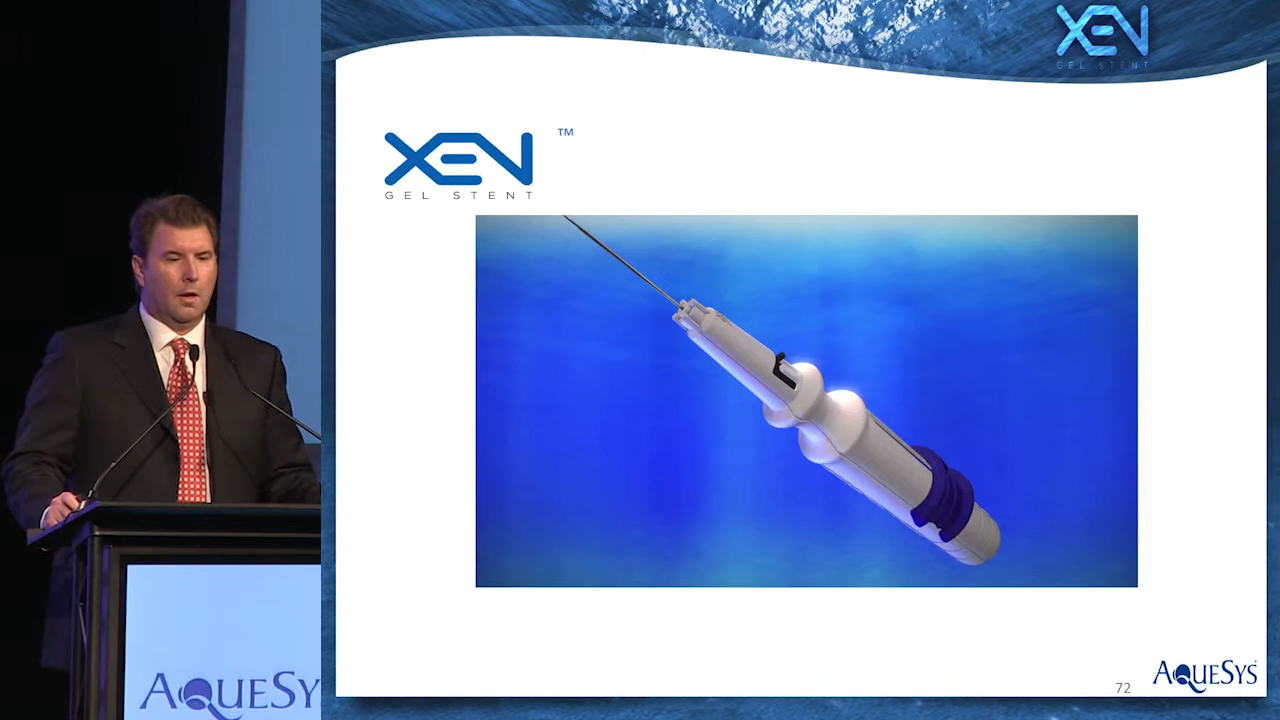 XEN
GEL STENT
XEN
TM
GEL STENT
72
AQUESYS
AQUESY